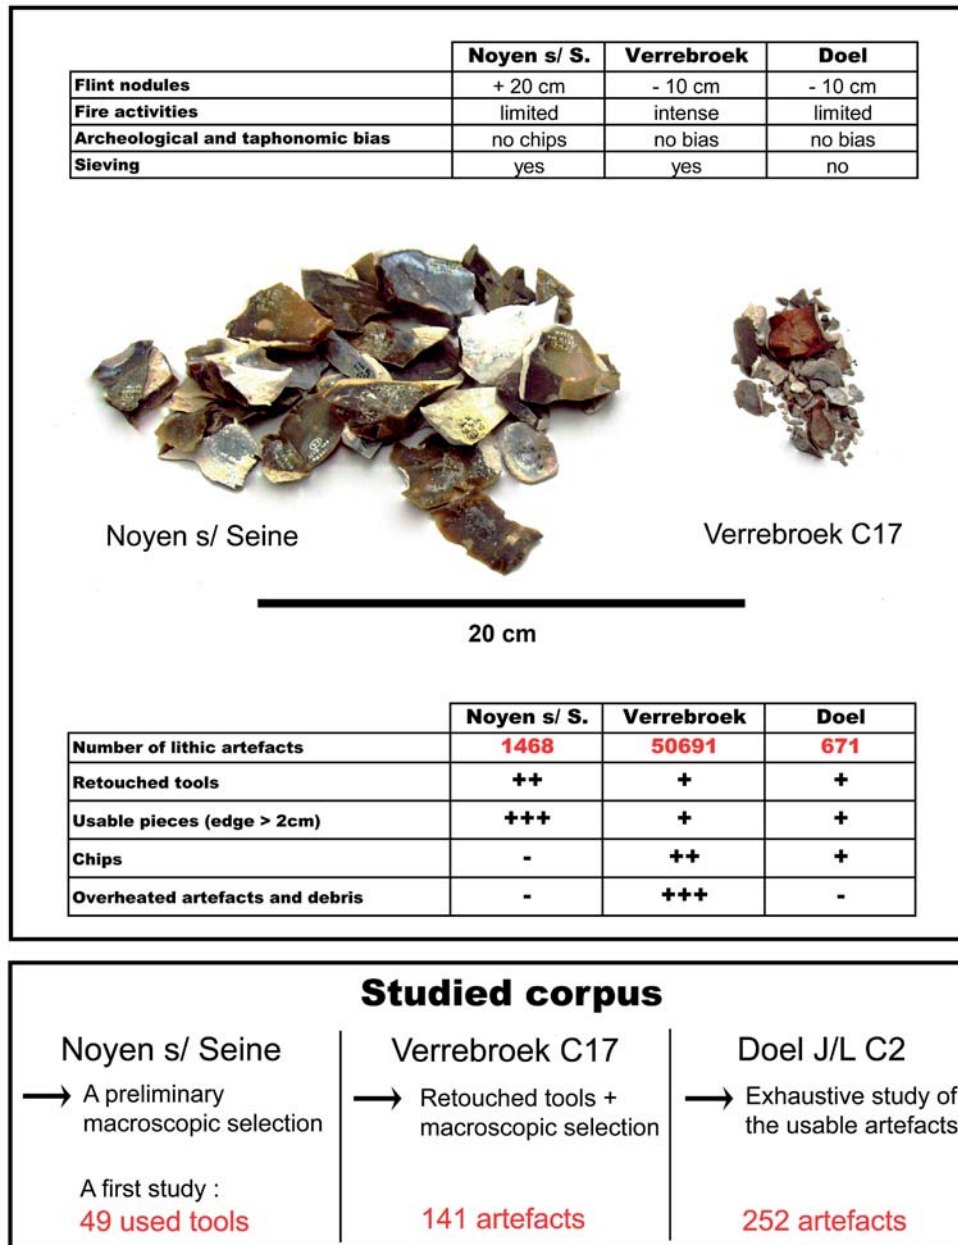 Noyen s/ S. Verrebroek Doel
Flint nodules + 20 cm - 10 cm - 10 cm
Fire activities limited intense limited
Archeological and taphonomic bias no chips no bias no bias
Sieving yes yes no
Noyen s/ Seine Verrebroek C17
20 cm
Noyen s/ S. Verrebroek Doel
Number of lithic artefacts 1468 50691 671
Retouched tools ++ + +
Usable pieces (edge > 2cm) +++ + +
Chips - ++ +
Overheated artefacts and debris - +++ -
Studied corpus
Noyen s/ Seine Verrebroek C17 Doel J/L C2
→ A preliminary → Retouched tools + → Exhaustive study of
macroscopic selection macroscopic selection the usable artefacts
A first study :
49 used tools 141 artefacts 252 artefacts